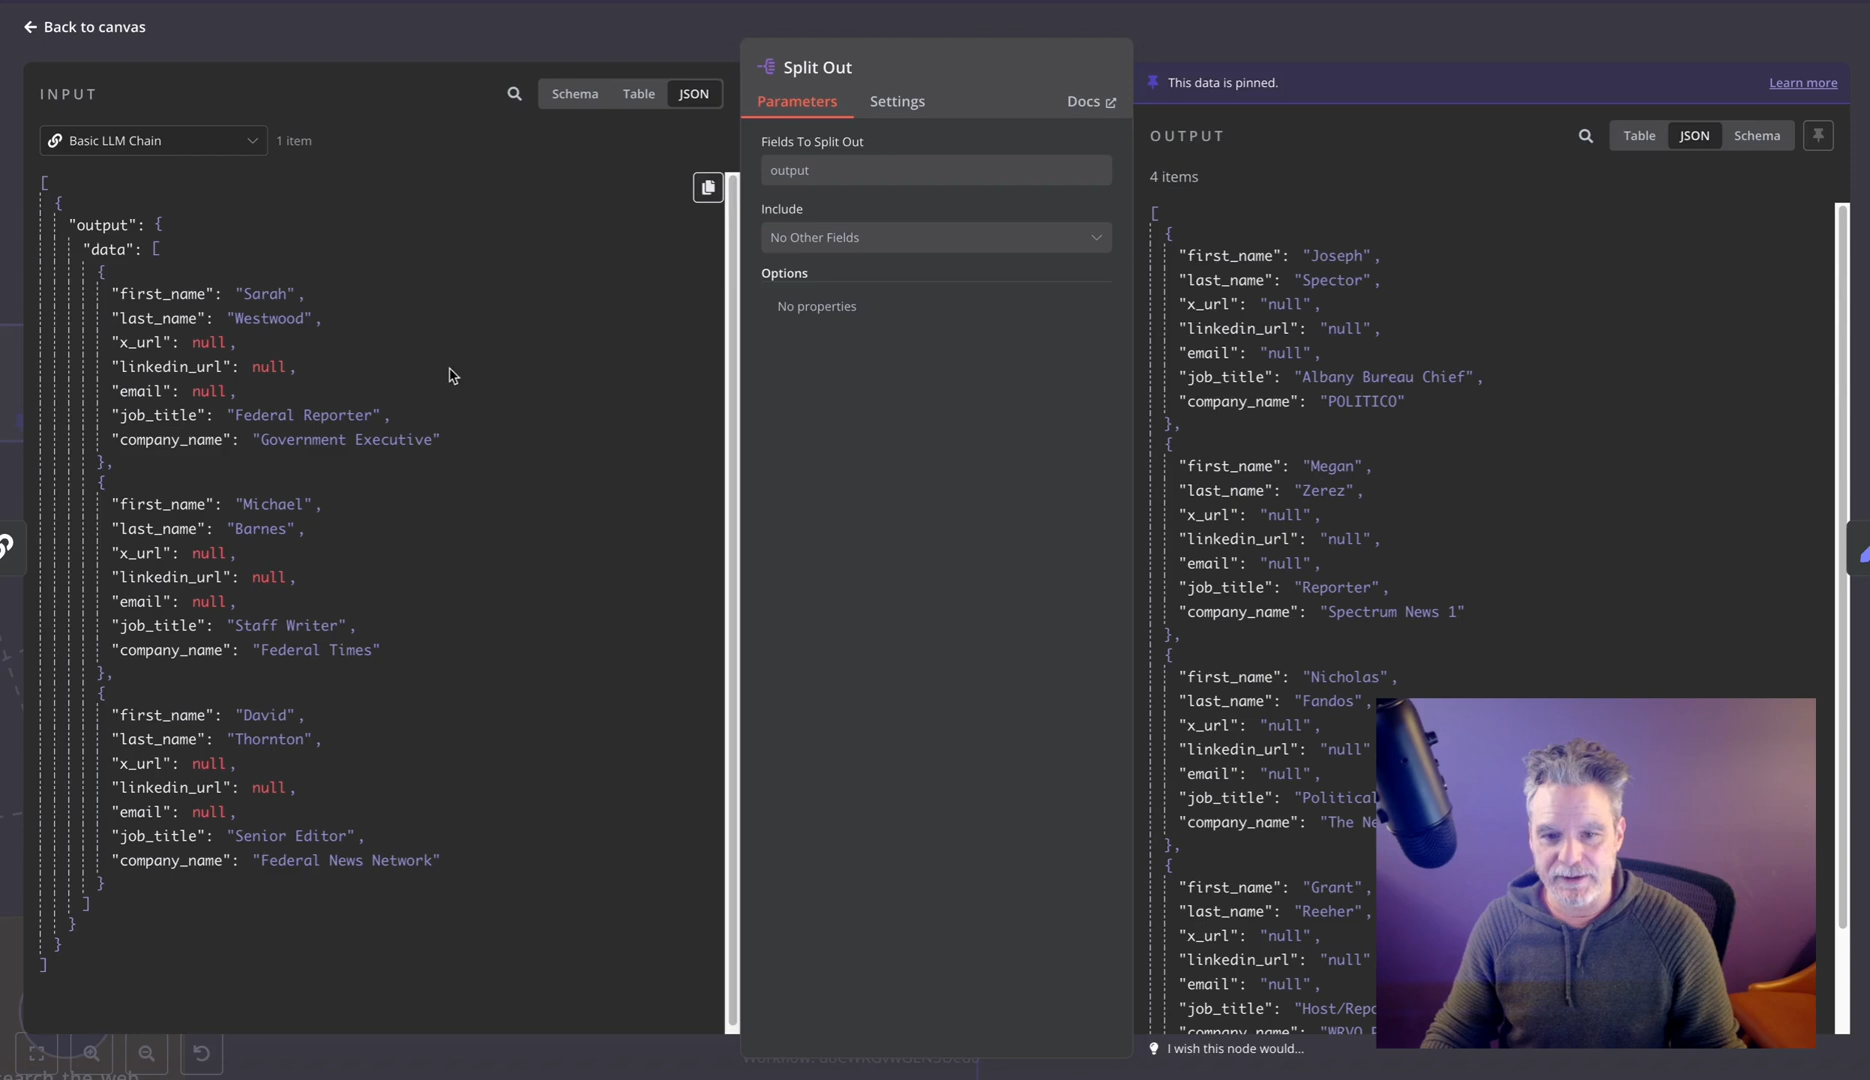 Back to canvas
INPUT
Schema
Table
JSON
Basic LLM Chain
1 item
[
{
"output": {
"data": [
{
"first_name": "Sarah",
"last_name": "Westwood",
"x_url": null,
"linkedin_url": null,
"email": null,
"job_title": "Federal Reporter",
"company_name": "Government Executive"
},
{
"first_name": "Michael",
"last_name": "Barnes",
"x_url": null,
"linkedin_url": null,
"email": null,
"job_title": "Staff Writer",
"company_name": "Federal Times"
},
{
"first_name": "David",
"last_name": "Thornton",
"x_url": null,
"linkedin_url": null,
"email": null,
"job_title": "Senior Editor",
"company_name": "Federal News Network"
}
]
}
}
]
Split Out
Parameters
Settings
Docs
Fields To Split Out
output
Include
No Other Fields
Options
No properties
This data is pinned.
Learn more
OUTPUT
Table
JSON
Schema
4 items
[
{
"first_name": "Joseph",
"last_name": "Spector",
"x_url": "null",
"linkedin_url": "null",
"email": "null",
"job_title": "Albany Bureau Chief",
"company_name": "POLITICO"
},
{
"first_name": "Megan",
"last_name": "Zerez",
"x_url": "null",
"linkedin_url": "null",
"email": "null",
"job_title": "Reporter",
"company_name": "Spectrum News 1"
},
{
"first_name": "Nicholas",
"last_name": "Fandos",
"x_url": "null",
"linkedin_url": "null"
"email": "null",
"job_title": "Political
"company_name": "The Ne
},
{
"first_name": "Grant",
"last_name": "Reeher",
"x_url": "null",
"linkedin_url": "null"
"email": "null",
"job_title": "Host/Repo
"company_name": "WRVO
I wish this node would...
earch the web